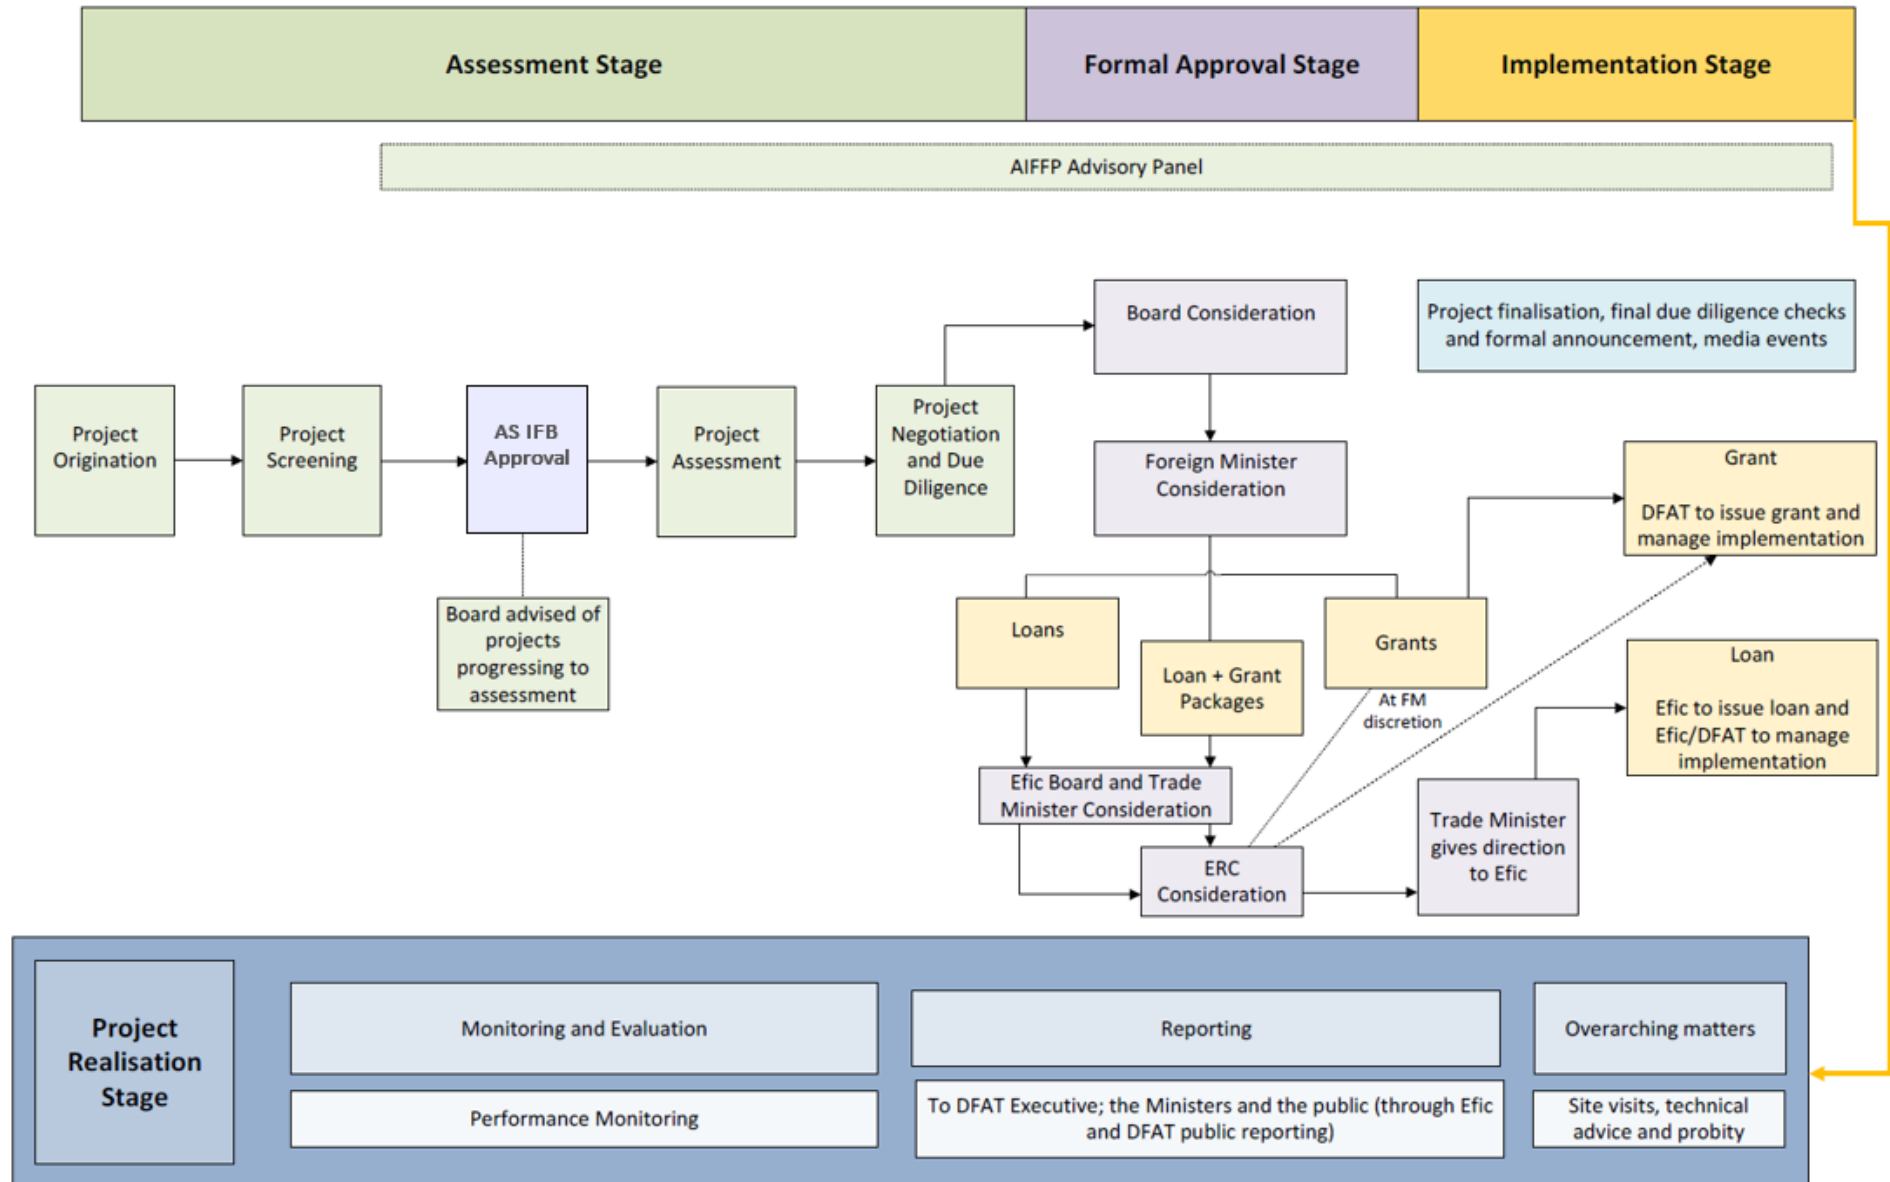 Assessment Stage
Formal Approval Stage
Implementation Stage
AIFFP Advisory Panel
Project
Origination
Project
Screening
AS IFB
Approval
Board advised of
projects
progressing to
assessment
Project
Assessment
Project
Negotiation
and Due
Diligence
Board Consideration
Foreign Minister
Consideration
Loans
Loan + Grant
Packages
Grants
At FM
discretion
Efic Board and Trade
Minister Consideration
ERC
Consideration
Trade Minister
gives direction
to Efic
Project finalisation, final due diligence checks
and formal announcement, media events
Grant
DFAT to issue grant and
manage implementation
Loan
Efic to issue loan and
Efic/DFAT to manage
implementation
Project
Realisation
Stage
Monitoring and Evaluation
Performance Monitoring
Reporting
To DFAT Executive; the Ministers and the public (through Efic
and DFAT public reporting)
Overarching matters
Site visits, technical
advice and probity